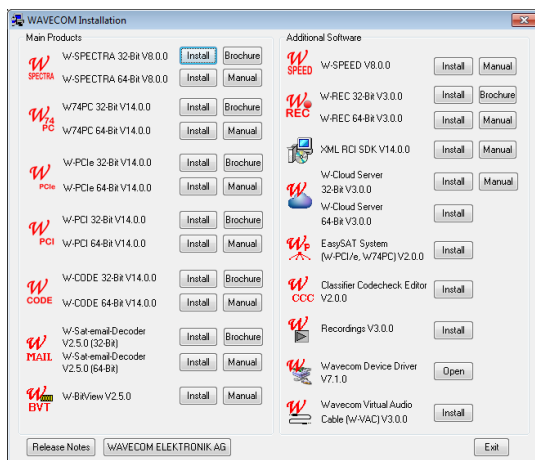 WAVECOM Installation
Main Products
W SPECTRA
W-SPECTRA 32-Bit V8.0.0 Install Brochure
W-SPECTRA 64-Bit V8.0.0 Install Manual
W 74 PC
W74PC 32-Bit V14.0.0 Install Brochure
W74PC 64-Bit V14.0.0 Install Manual
W PCIe
W-PCIe 32-Bit V14.0.0 Install Brochure
W-PCIe 64-Bit V14.0.0 Install Manual
W PCI
W-PCI 32-Bit V14.0.0 Install Brochure
W-PCI 64-Bit V14.0.0 Install Manual
W CODE
W-CODE 32-Bit V14.0.0 Install Brochure
W-CODE 64-Bit V14.0.0 Install Manual
W MAIL
W-Sat-email-Decoder
V2.5.0 (32-Bit) Install Brochure
W-Sat-email-Decoder
V2.5.0 (64-Bit) Install Manual
W BVT
W-BitView V2.5.0 Install Manual
Additional Software
W SPEED
W-SPEED V8.0.0 Install Manual
W REC
W-REC 32-Bit V3.0.0 Install Brochure
W-REC 64-Bit V3.0.0 Install Manual
XML RCI SDK V14.0.0 Install Manual
W
W-Cloud Server
32-Bit V3.0.0 Install Manual
W-Cloud Server
64-Bit V3.0.0 Install
W P
EasySAT System
(W-PCI/e, W74PC) V2.0.0 Install
W CCC
Classifier Codecheck Editor
V2.0.0 Install
W
Recordings V3.0.0 Install
W
Wavecom Device Driver
V7.1.0 Open
W
Wavecom Virtual Audio
Cable (W-VAC) V3.0.0 Install
Release Notes WAVECOM ELEKTRONIK AG Exit